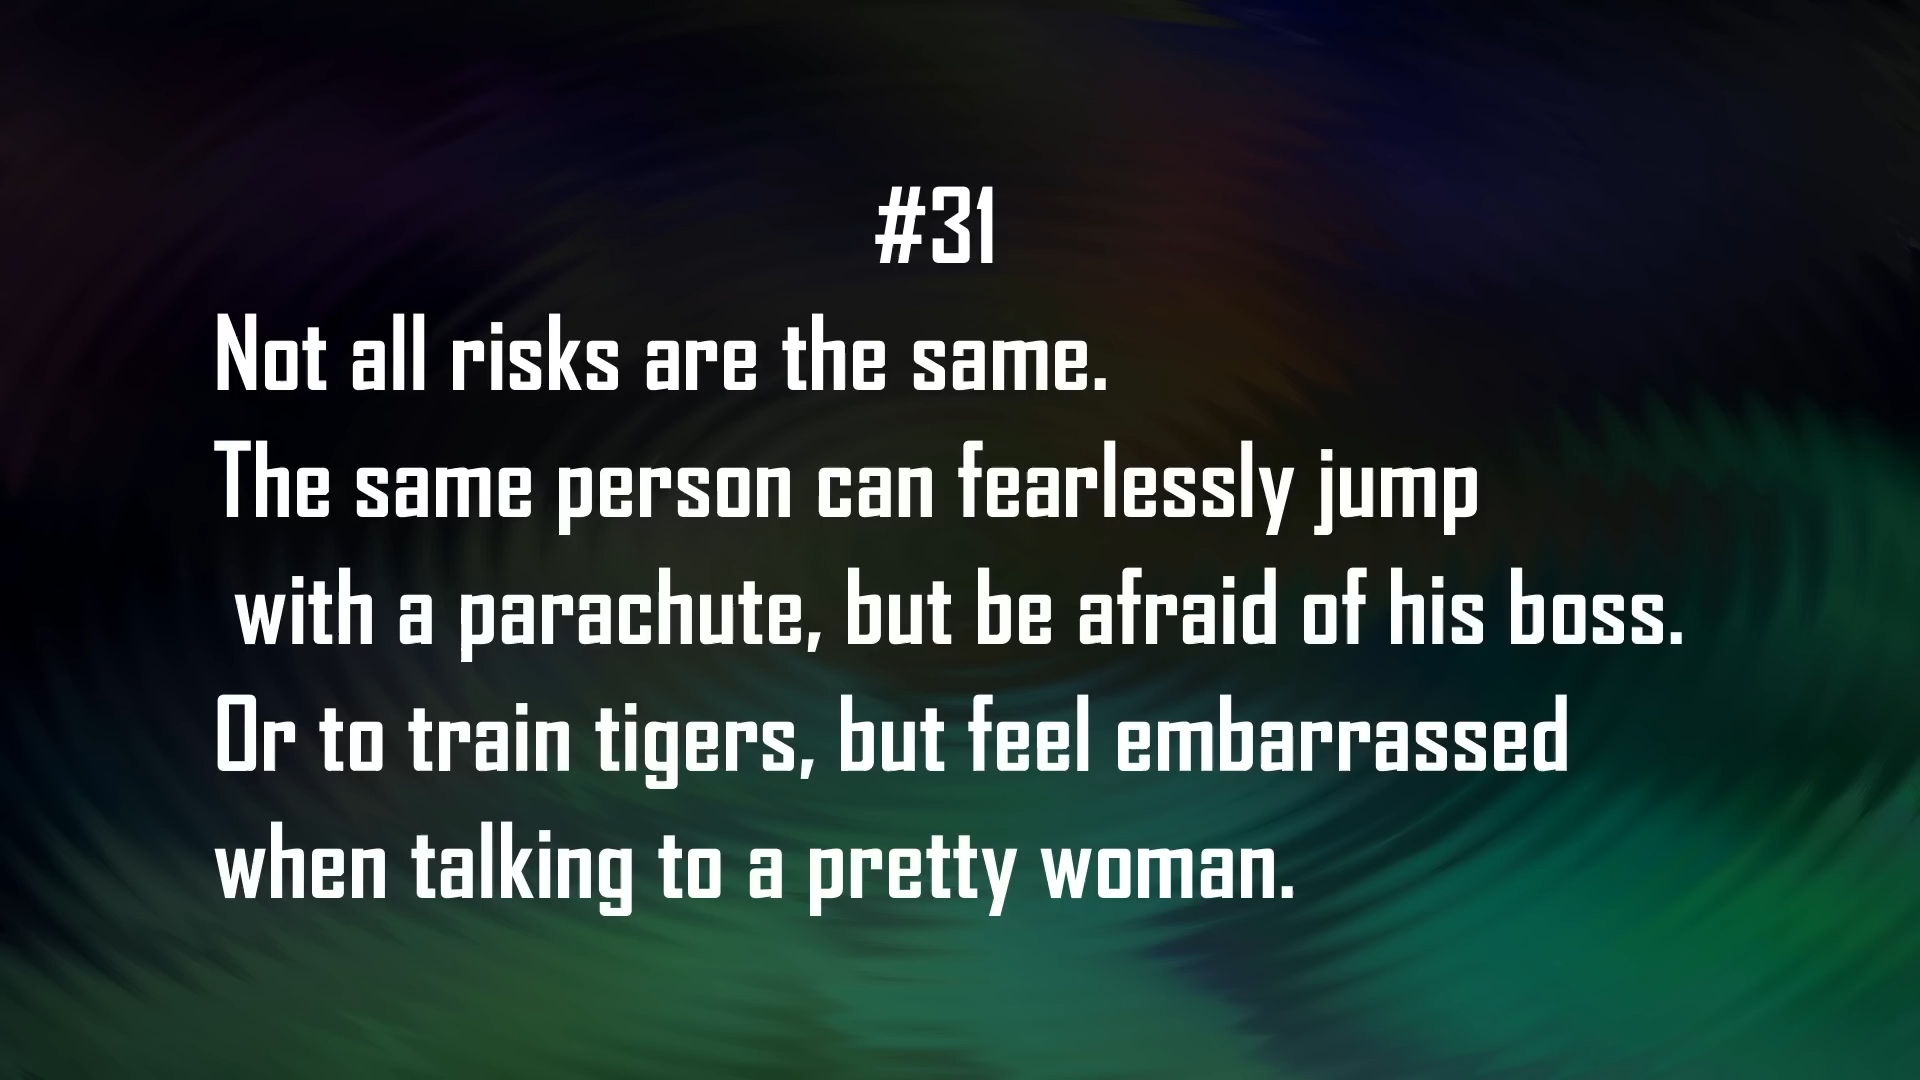 #31
Not all risks are the same.
The same person can fearlessly jump
with a parachute, but be afraid of his boss.
Or to train tigers, but feel embarrassed
when talking to a pretty woman.